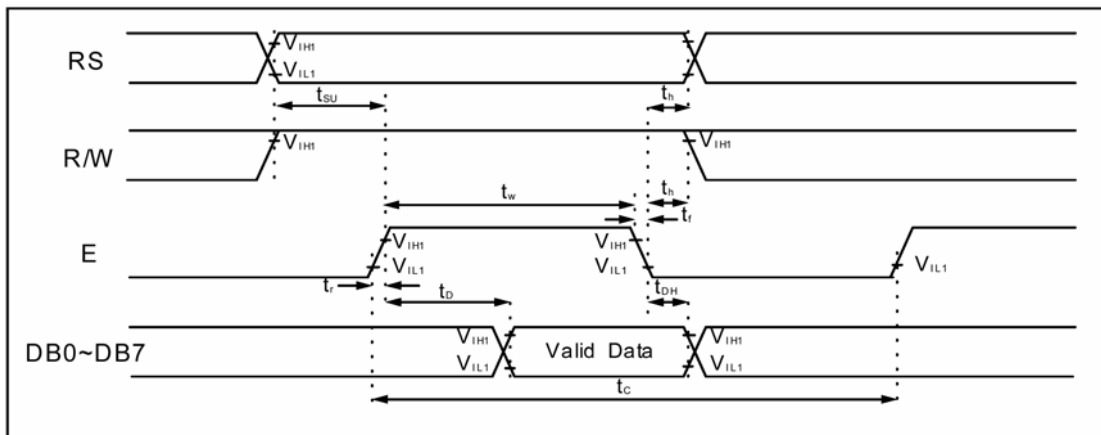 RS
VIH1
VIL1
tSU
th
R/W
VIH1
VIH1
tw
th
tf
E
VIH1
VIH1
VIL1
VIL1
VIL1
tr
tD
tDH
DB0~DB7
VIH1
Valid Data
VIH1
VIL1
VIL1
tC